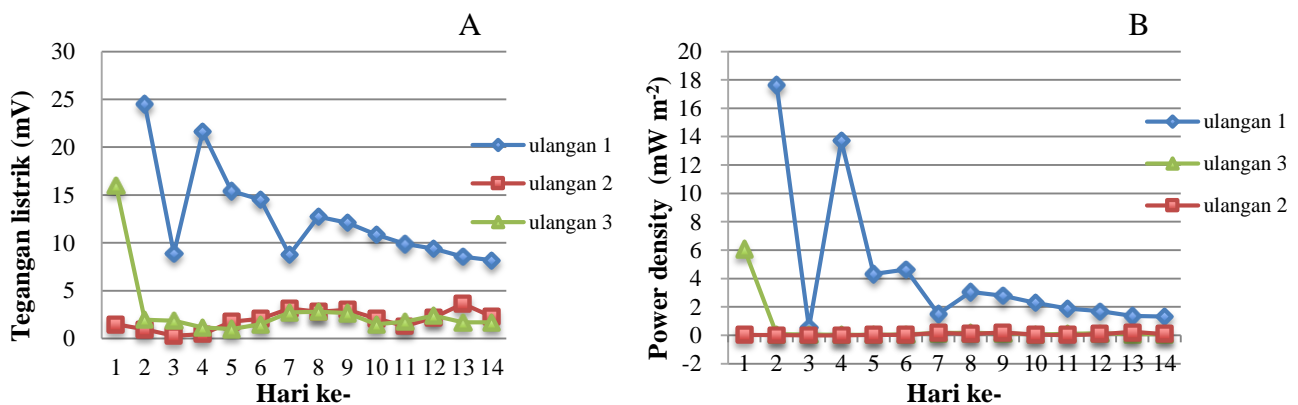 A
30
25
20
15
10
5
0
Tegangan listrik (mV)
1 2 3 4 5 6 7 8 9 10 11 12 13 14
Hari ke-
ulangan 1
ulangan 2
ulangan 3
B
20
18
16
14
12
10
8
6
4
2
0
-2
Power density (mW m-2)
1 2 3 4 5 6 7 8 9 10 11 12 13 14
Hari ke-
ulangan 1
ulangan 3
ulangan 2